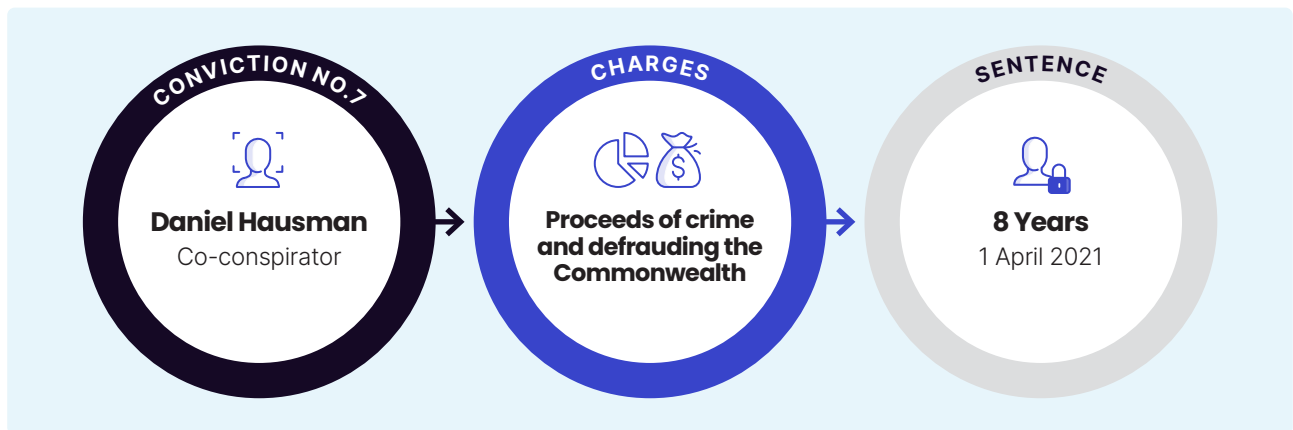 CONVICTION NO.7
Daniel Hausman
Co-conspirator
CHARGES
$
Proceeds of crime
and defrauding the
Commonwealth
SENTENCE
8 Years
1 April 2021